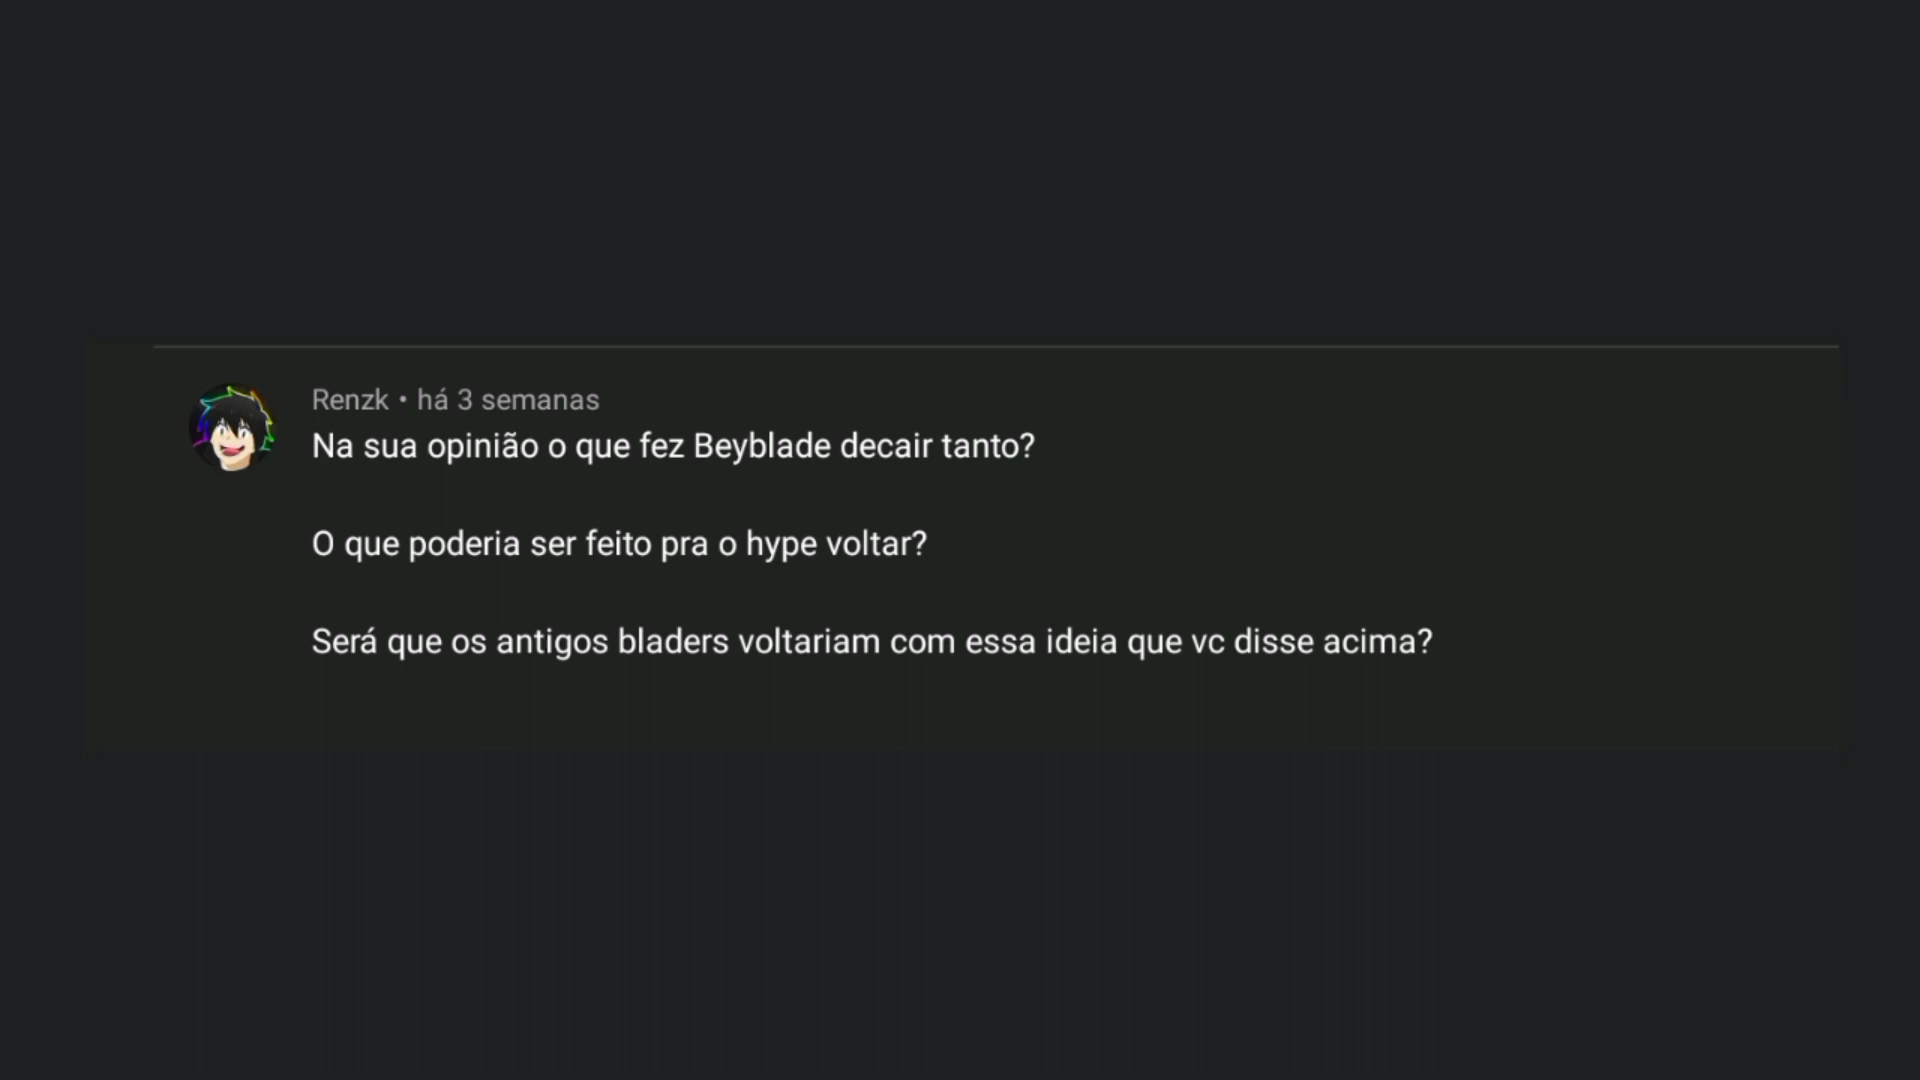 Renzk • há 3 semanas
Na sua opinião o que fez Beyblade decair tanto?
O que poderia ser feito pra o hype voltar?
Será que os antigos bladers voltariam com essa ideia que vc disse acima?